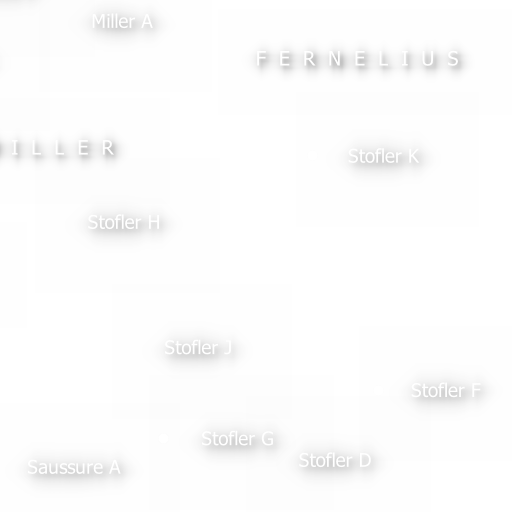 Miller A
F E R N E L I U S
I L L E R
Stofler K
Stofler H
Stofler J
Stofler F
Stofler G
Stofler D
Saussure A